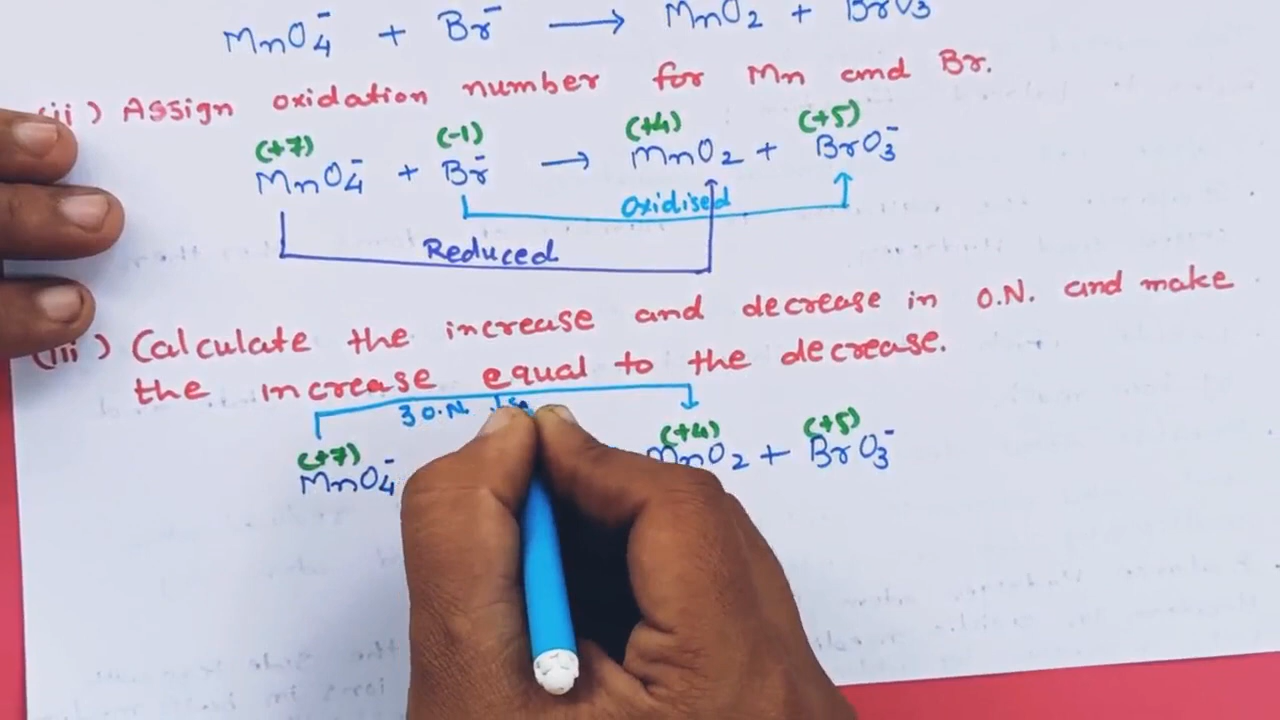 MnO₄⁻ + Br⁻ ⟶ MnO₂ + BrO₃
(ii) Assign oxidation number for Mn and Br.
(+7) (-1) (+4) (+5)
MnO₄⁻ + Br⁻ → MnO₂ + BrO₃⁻
Oxidised
Reduced
(iii) Calculate the increase and decrease in O.N. and make
the increase equal to the decrease.
3 O.N.
(+7) (+4) (+5)
MnO₄⁻ MnO₂ + BrO₃⁻